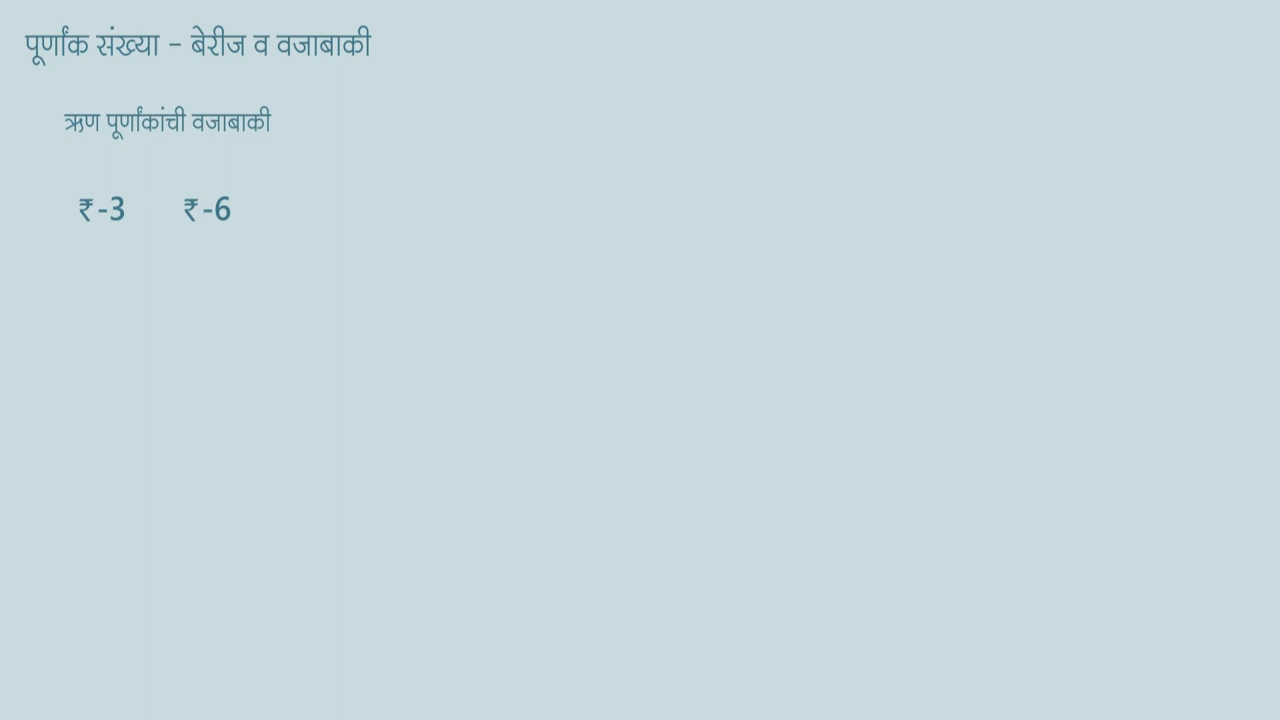 पूर्णांक संख्या - बेरीज व वजाबाकी
ऋण पूर्णांकांची वजाबाकी
₹-3 ₹-6